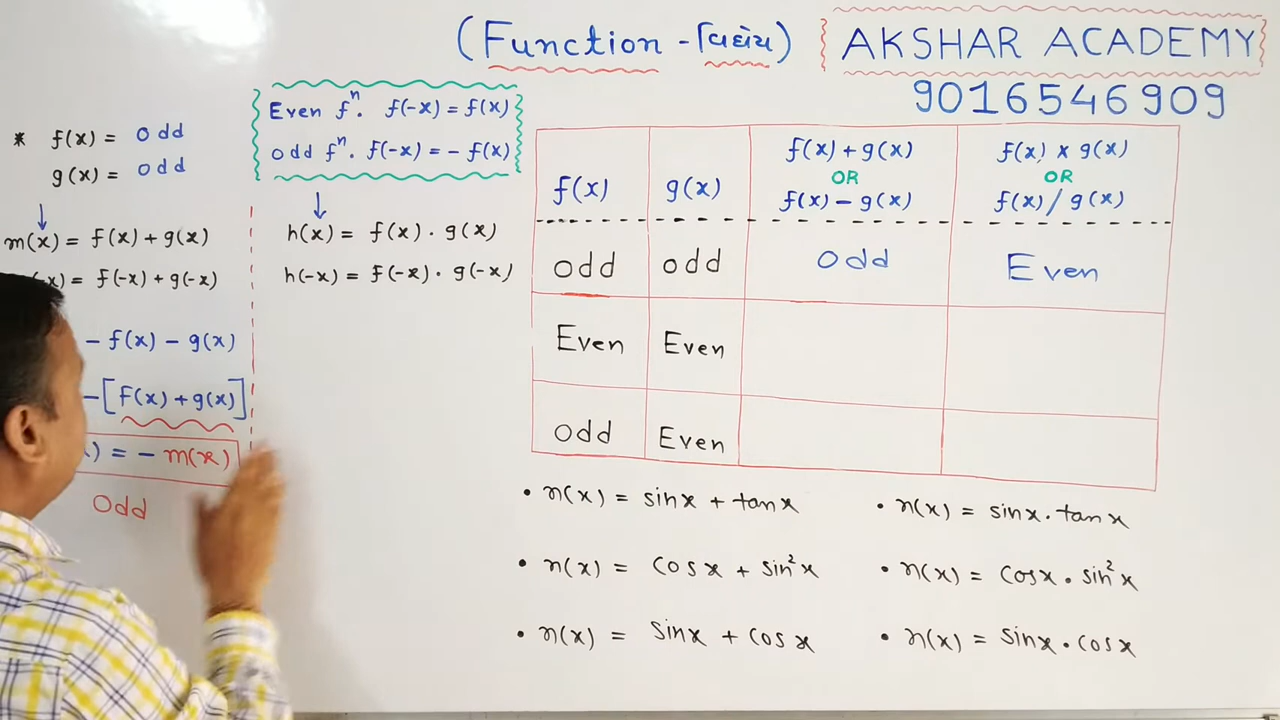 (Function - વિધેય)
AKSHAR ACADEMY
9016546909
* f(x) = odd
g(x) = odd
m(x) = f(x) + g(x)
x) = f(-x) + g(-x)
- f(x) - g(x)
-[f(x) + g(x)]
) = - m(x)
odd
Even fⁿ. f(-x) = f(x)
odd fⁿ. f(-x) = - f(x)
h(x) = f(x) · g(x)
h(-x) = f(-x) · g(-x)
f(x) g(x) f(x) + g(x) OR f(x) - g(x) f(x) x g(x) OR f(x) / g(x)
odd odd Odd Even
Even Even
odd Even
• n(x) = sinx + tanx
• n(x) = sinx · tanx
• n(x) = cosx + sin²x
• n(x) = cosx · sin²x
• n(x) = sinx + cosx
• n(x) = sinx · cosx